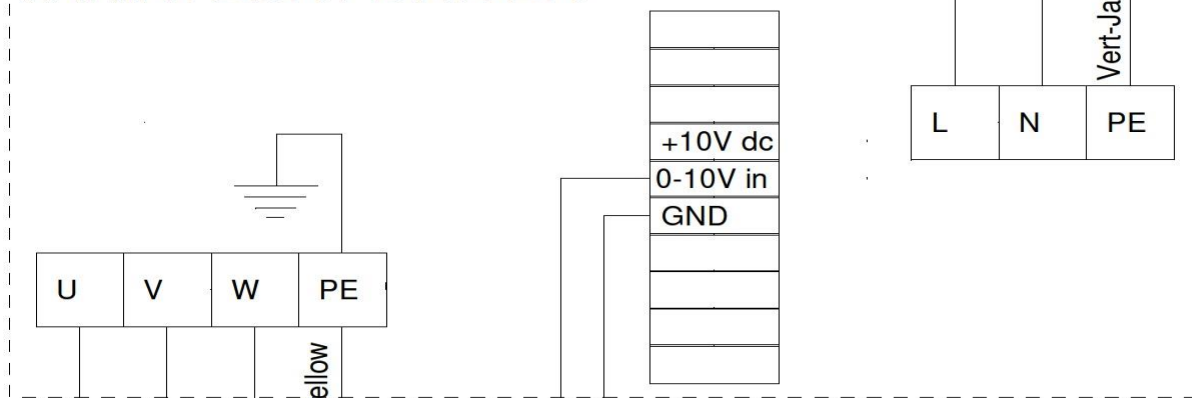 Vert-Ja
L N PE
+10V dc
0-10V in
GND
U V W PE
ellow